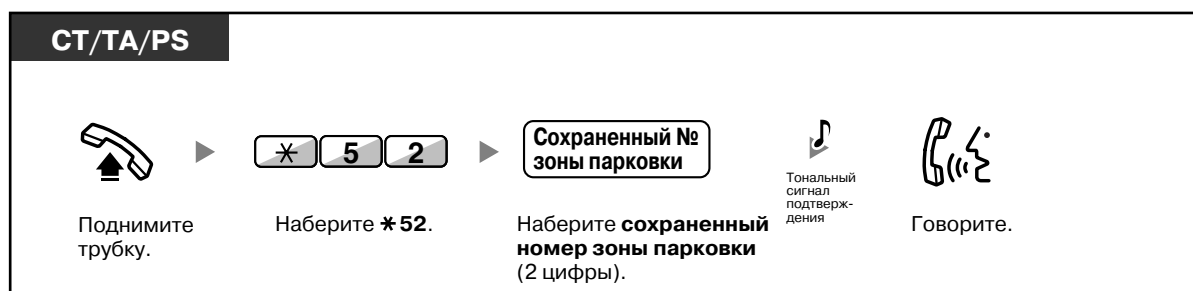 CT/TA/PS
✳ 5 2
Сохраненный №
зоны парковки
Тональный
сигнал
подтверж-
дения
Поднимите
трубку.
Наберите ✳52.
Наберите сохраненный
номер зоны парковки
(2 цифры).
Говорите.